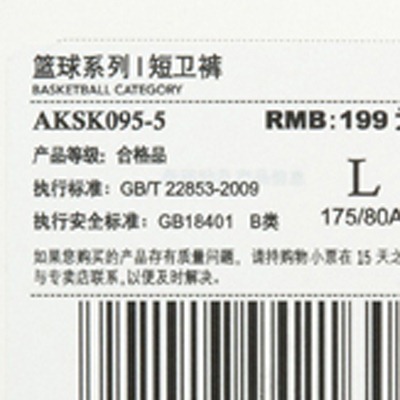 篮球系列 | 短卫裤
BASKETBALL CATEGORY
AKSK095-5 RMB:199
产品等级: 合格品
执行标准: GB/T 22853-2009
L
执行安全标准: GB18401 B类
175/80A
如果您购买的产品存有质量问题, 请持购物小票在 15 天之
与专卖店联系,以便及时解决。